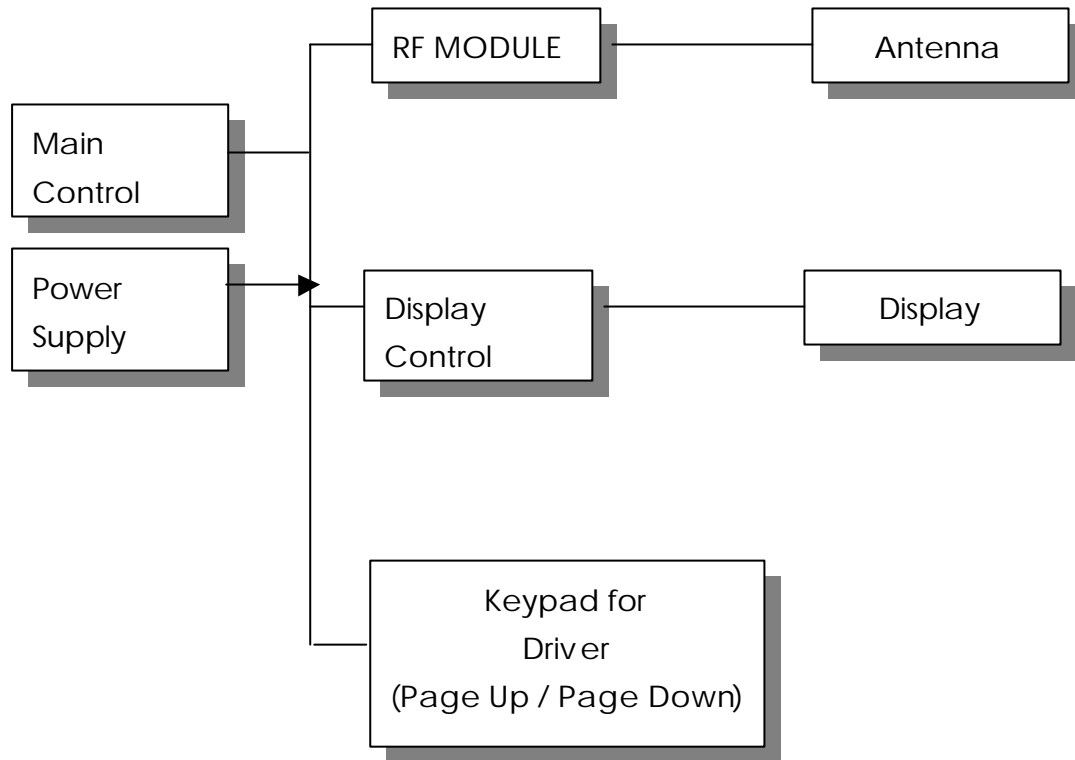 RF MODULE
Antenna
Main
Control
Power
Supply
Display
Control
Display
Keypad for
Driver
(Page Up / Page Down)